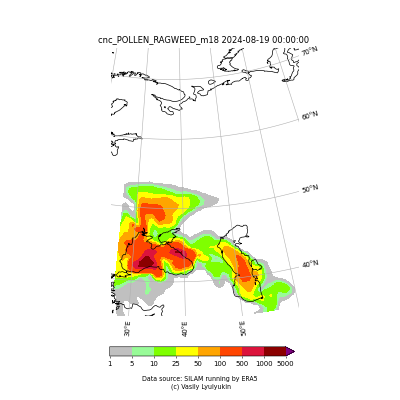 cnc_POLLEN_RAGWEED_m18 2024-08-19 00:00:00
70°N
60°N
50°N
40°N
30°E 40°E 50°E
1 5 10 25 50 100 500 1000 5000
Data source: SILAM running by ERA5
(c) Vasily Lyulyukin